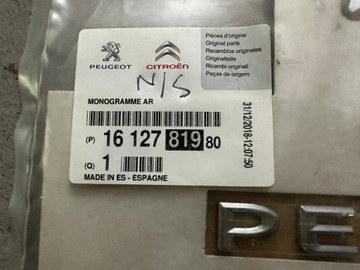 PEUGEOT
CITROËN
Pièces d'origine
Original parts
Recambios originales
Originalteile
Ricambi originali
Peças de origem
N/S
MONOGRAMME AR
(P) 16 127 819 80
(Q) 1
MADE IN ES - ESPAGNE
31/12/2018-12:07:50
PE